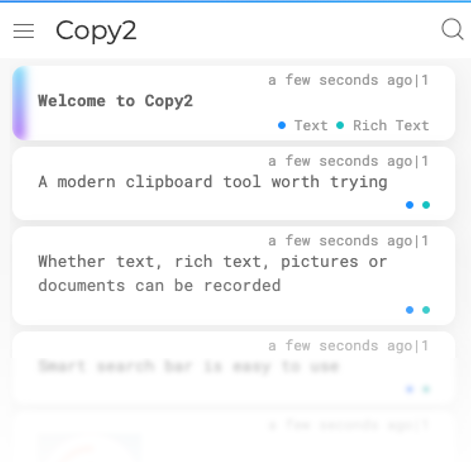 Copy2
a few seconds ago|1
Welcome to Copy2
Text Rich Text
a few seconds ago|1
A modern clipboard tool worth trying
a few seconds ago|1
Whether text, rich text, pictures or
documents can be recorded
a few seconds ago|1
Smart search bar is easy to use
a few seconds ago|1